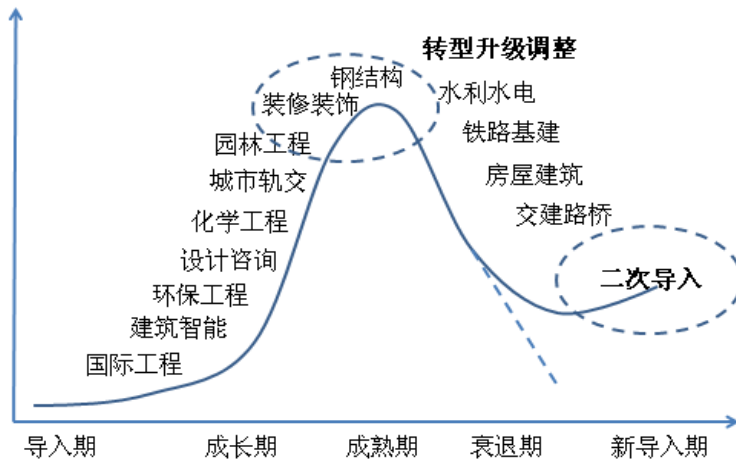 转型升级调整
钢结构
水利水电
装修装饰
铁路基建
园林工程
房屋建筑
城市轨交
交建路桥
化学工程
设计咨询
二次导入
环保工程
建筑智能
国际工程
导入期
成长期
成熟期
衰退期
新导入期